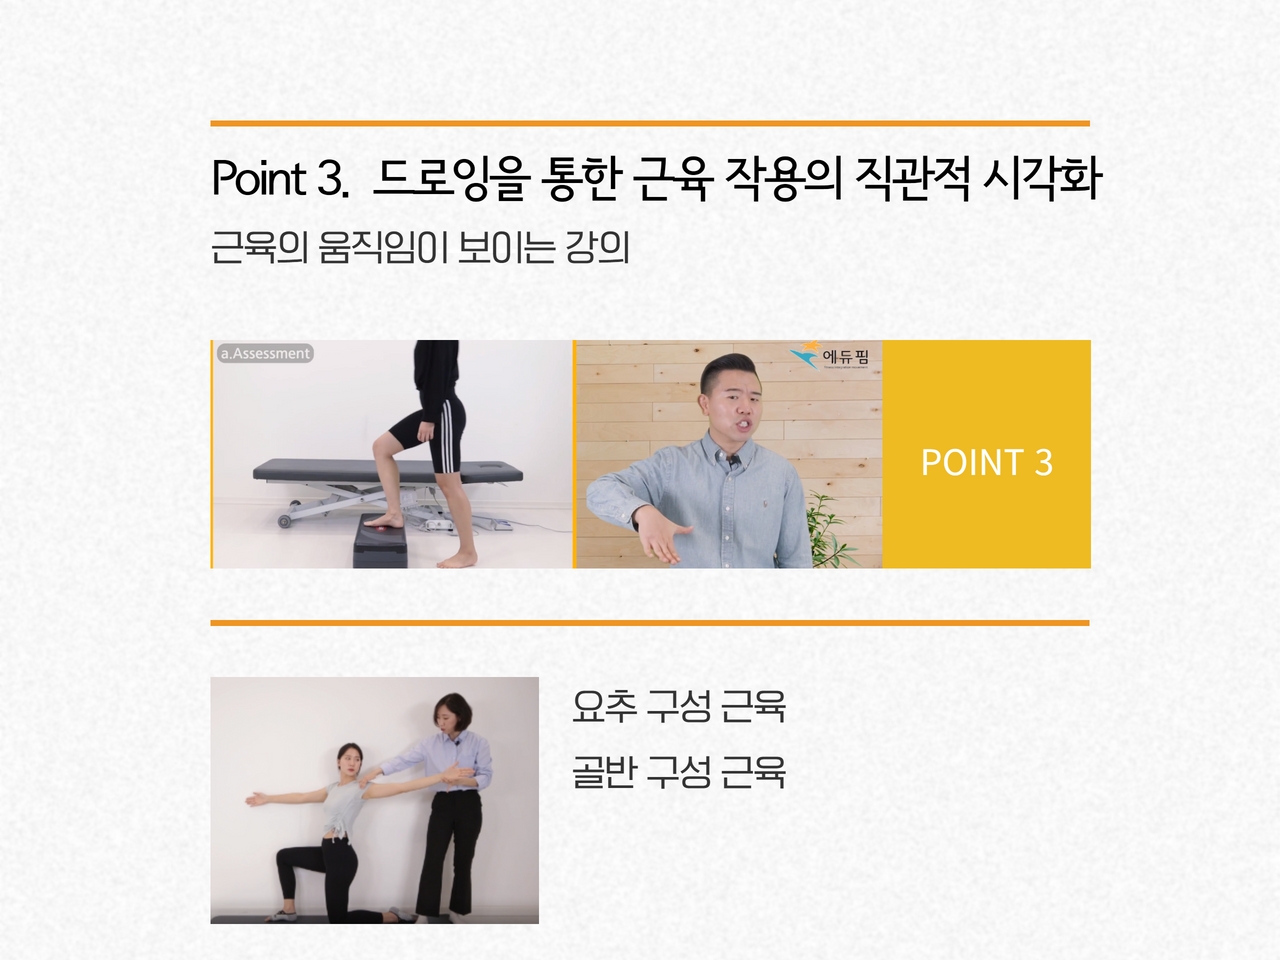 Point 3. 드로잉을 통한 근육 작용의 직관적 시각화
근육의 움직임이 보이는 강의
a.Assessment
에듀핌
POINT 3
요추 구성 근육
골반 구성 근육